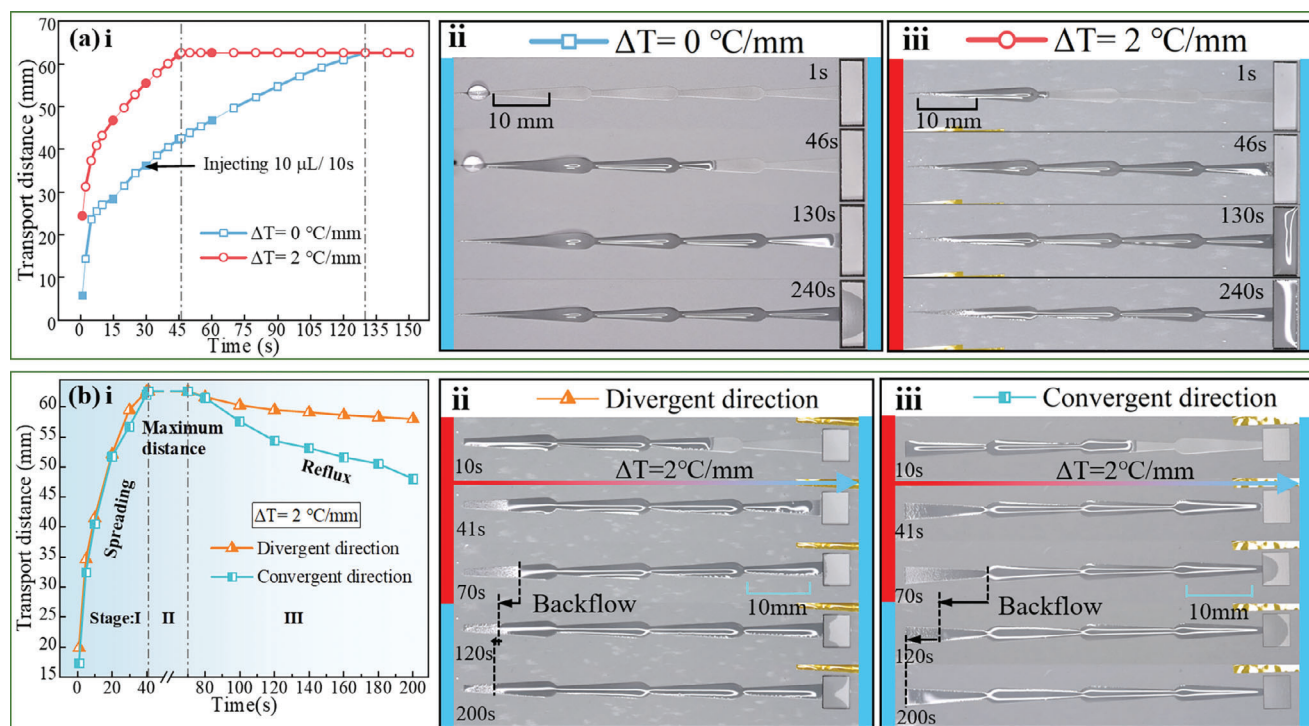 (a) i
Transport distance (mm)
70
60
50
40
30
20
10
0
Injecting 10 μL/ 10s
ΔT= 0 °C/mm
ΔT= 2 °C/mm
0 15 30 45 60 75 90 105 120 135 150
Time (s)
ii
ΔT= 0 °C/mm
1s
10 mm
46s
130s
240s
iii
ΔT= 2 °C/mm
1s
10 mm
46s
130s
240s
(b) i
Transport distance (mm)
60
55
50
45
40
35
30
25
20
15
Maximum
distance
Spreading
Reflux
ΔT= 2 °C/mm
Divergent direction
Convergent direction
Stage:I II III
0 20 40 80 100 120 140 160 180 200
Time(s)
ii
Divergent direction
10s
ΔT=2°C/mm
41s
70s
10mm
Backflow
120s
200s
iii
Convergent direction
10s
ΔT=2°C/mm
41s
70s
10mm
Backflow
120s
200s